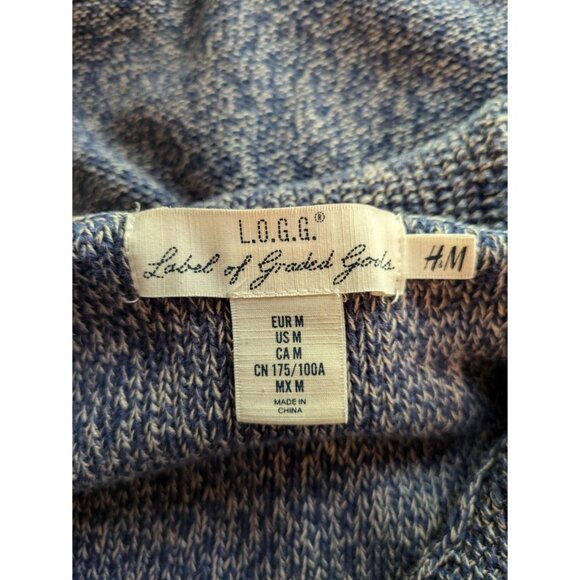 L.O.G.G.®
Label of Graded Goods
H.M
EUR M
US M
CA M
CN 175/100A
MX M
MADE IN
CHINA